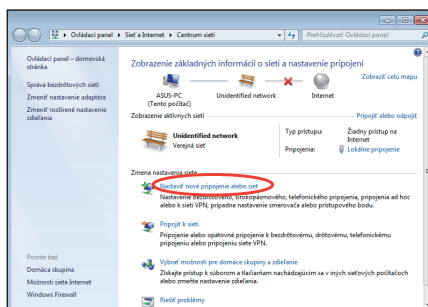 Ovládací panel ▸ Sieť a Internet ▸ Centrum sietí
Prehľadávať: Ovládací panel
Ovládací panel – domovská
stránka
Správa bezdrôtových sietí
Zmeniť nastavenie adaptéra
Zmeniť rozšírené nastavenie
zdieľania
Pozrite tiež
Domáca skupina
Možnosti siete Internet
Windows Firewall
Zobrazenie základných informácií o sieti a nastavenie pripojení
Zobraziť celú mapu
ASUS-PC
(Tento počítač)
Unidentified network
Internet
Zobrazenie aktívnych sietí
Pripojiť alebo odpojiť
Unidentified network
Verejná sieť
Typ prístupu:
Žiadny prístup na
Internet
Pripojenia:
Lokálne pripojenie
Zmena nastavenia siete
Nastaviť nové pripojenie alebo sieť
Nastavenie bezdrôtového, širokopásmového, telefonického pripojenia, pripojenia ad hoc
alebo k sieti VPN, prípadne nastavenie smerovača alebo prístupového bodu.
Pripojiť k sieti
Pripojenie alebo opätovné pripojenie k bezdrôtovému, drôtovému, telefonickému
pripojeniu alebo pripojeniu siete VPN.
Vybrať možnosti pre domáce skupiny a zdieľanie
Získajte prístup k súborom a tlačiarňam nachádzajúcim sa v iných sieťových počítačoch
alebo zmeňte nastavenie zdieľania.
Riešiť problémy